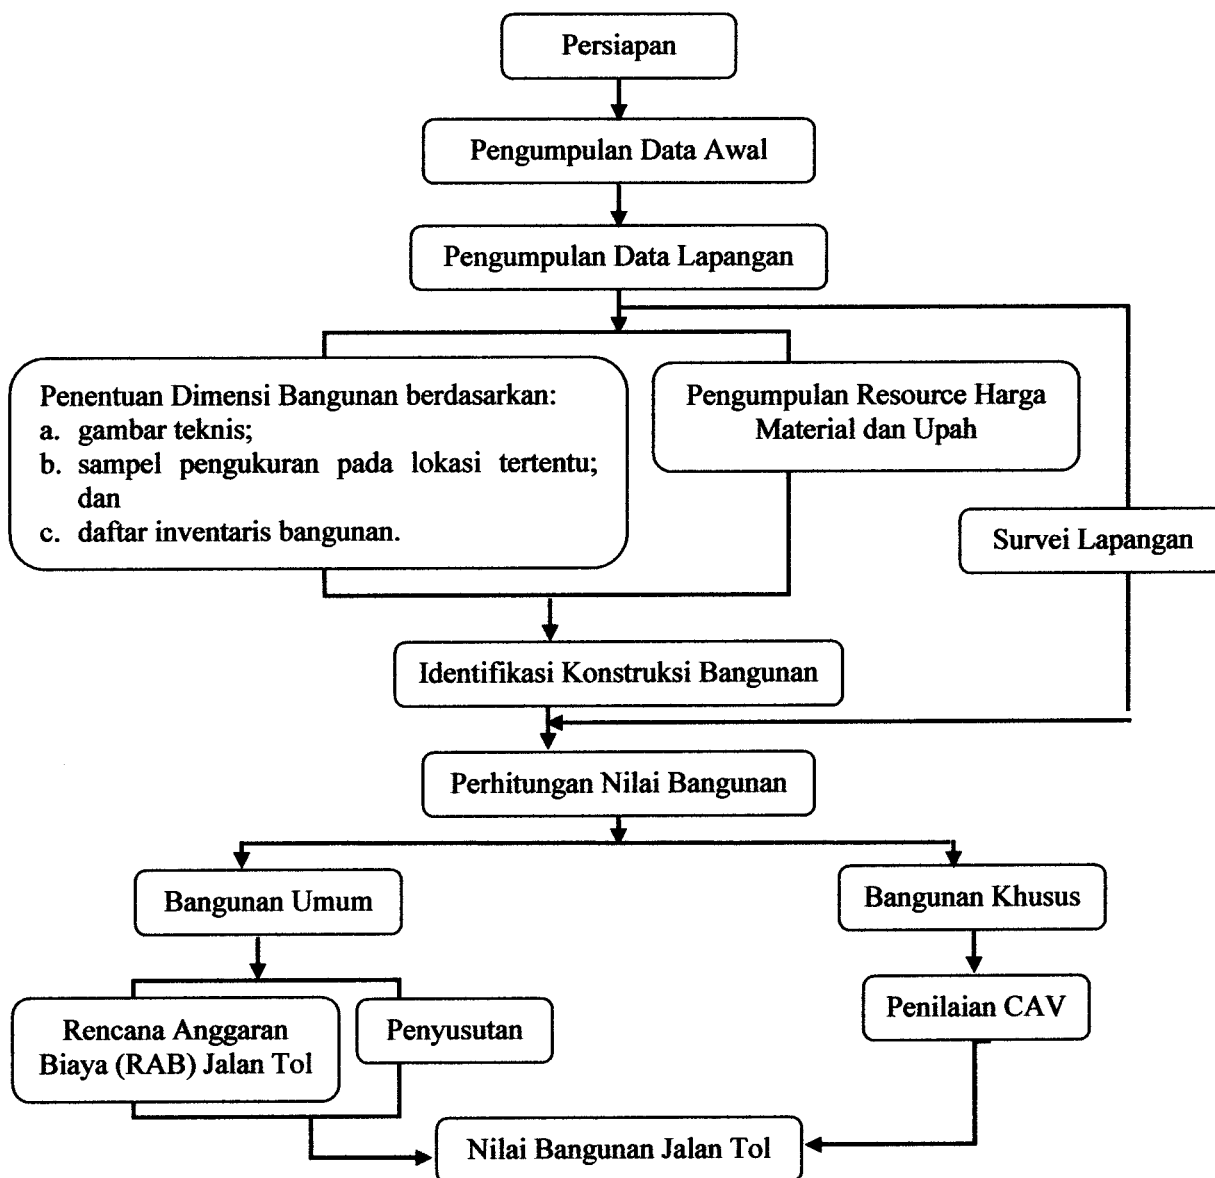 Persiapan
Pengumpulan Data Awal
Pengumpulan Data Lapangan
Penentuan Dimensi Bangunan berdasarkan:
a. gambar teknis;
b. sampel pengukuran pada lokasi tertentu;
dan
c. daftar inventaris bangunan.
Pengumpulan Resource Harga
Material dan Upah
Survei Lapangan
Identifikasi Konstruksi Bangunan
Perhitungan Nilai Bangunan
Bangunan Umum
Bangunan Khusus
Rencana Anggaran
Biaya (RAB) Jalan Tol
Penyusutan
Penilaian CAV
Nilai Bangunan Jalan Tol